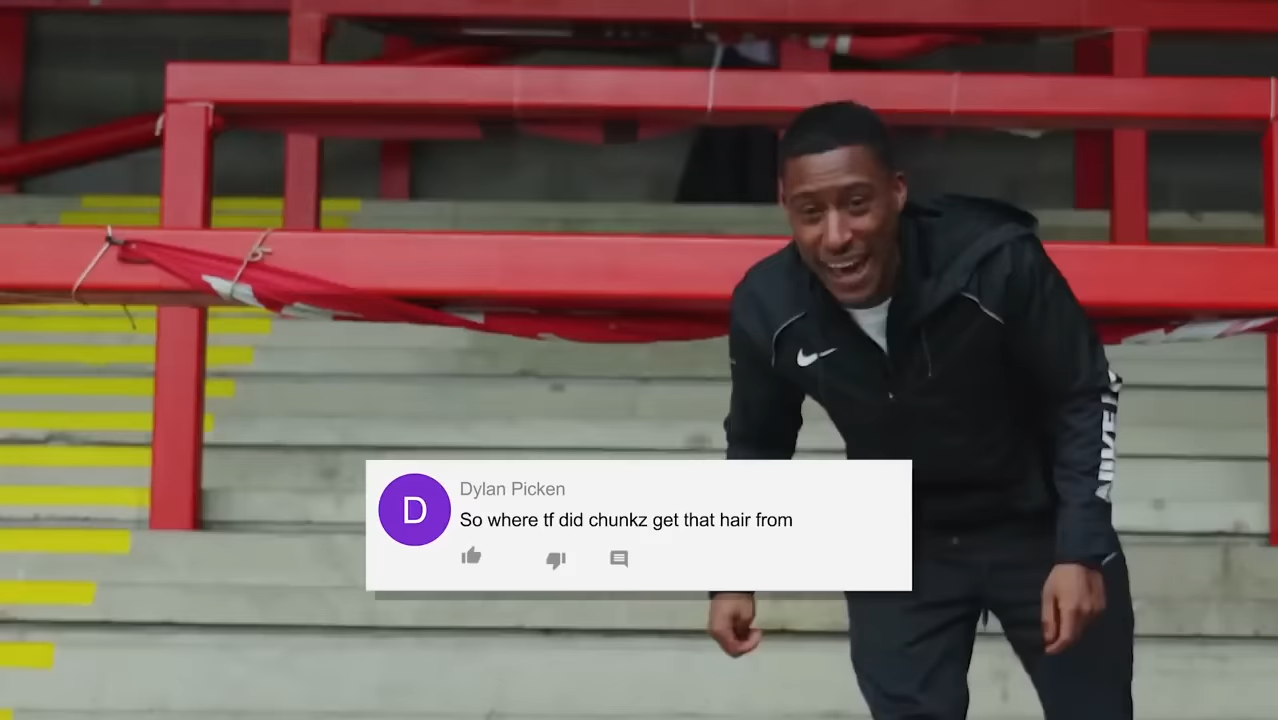 Dylan Picken
D
So where tf did chunkz get that hair from